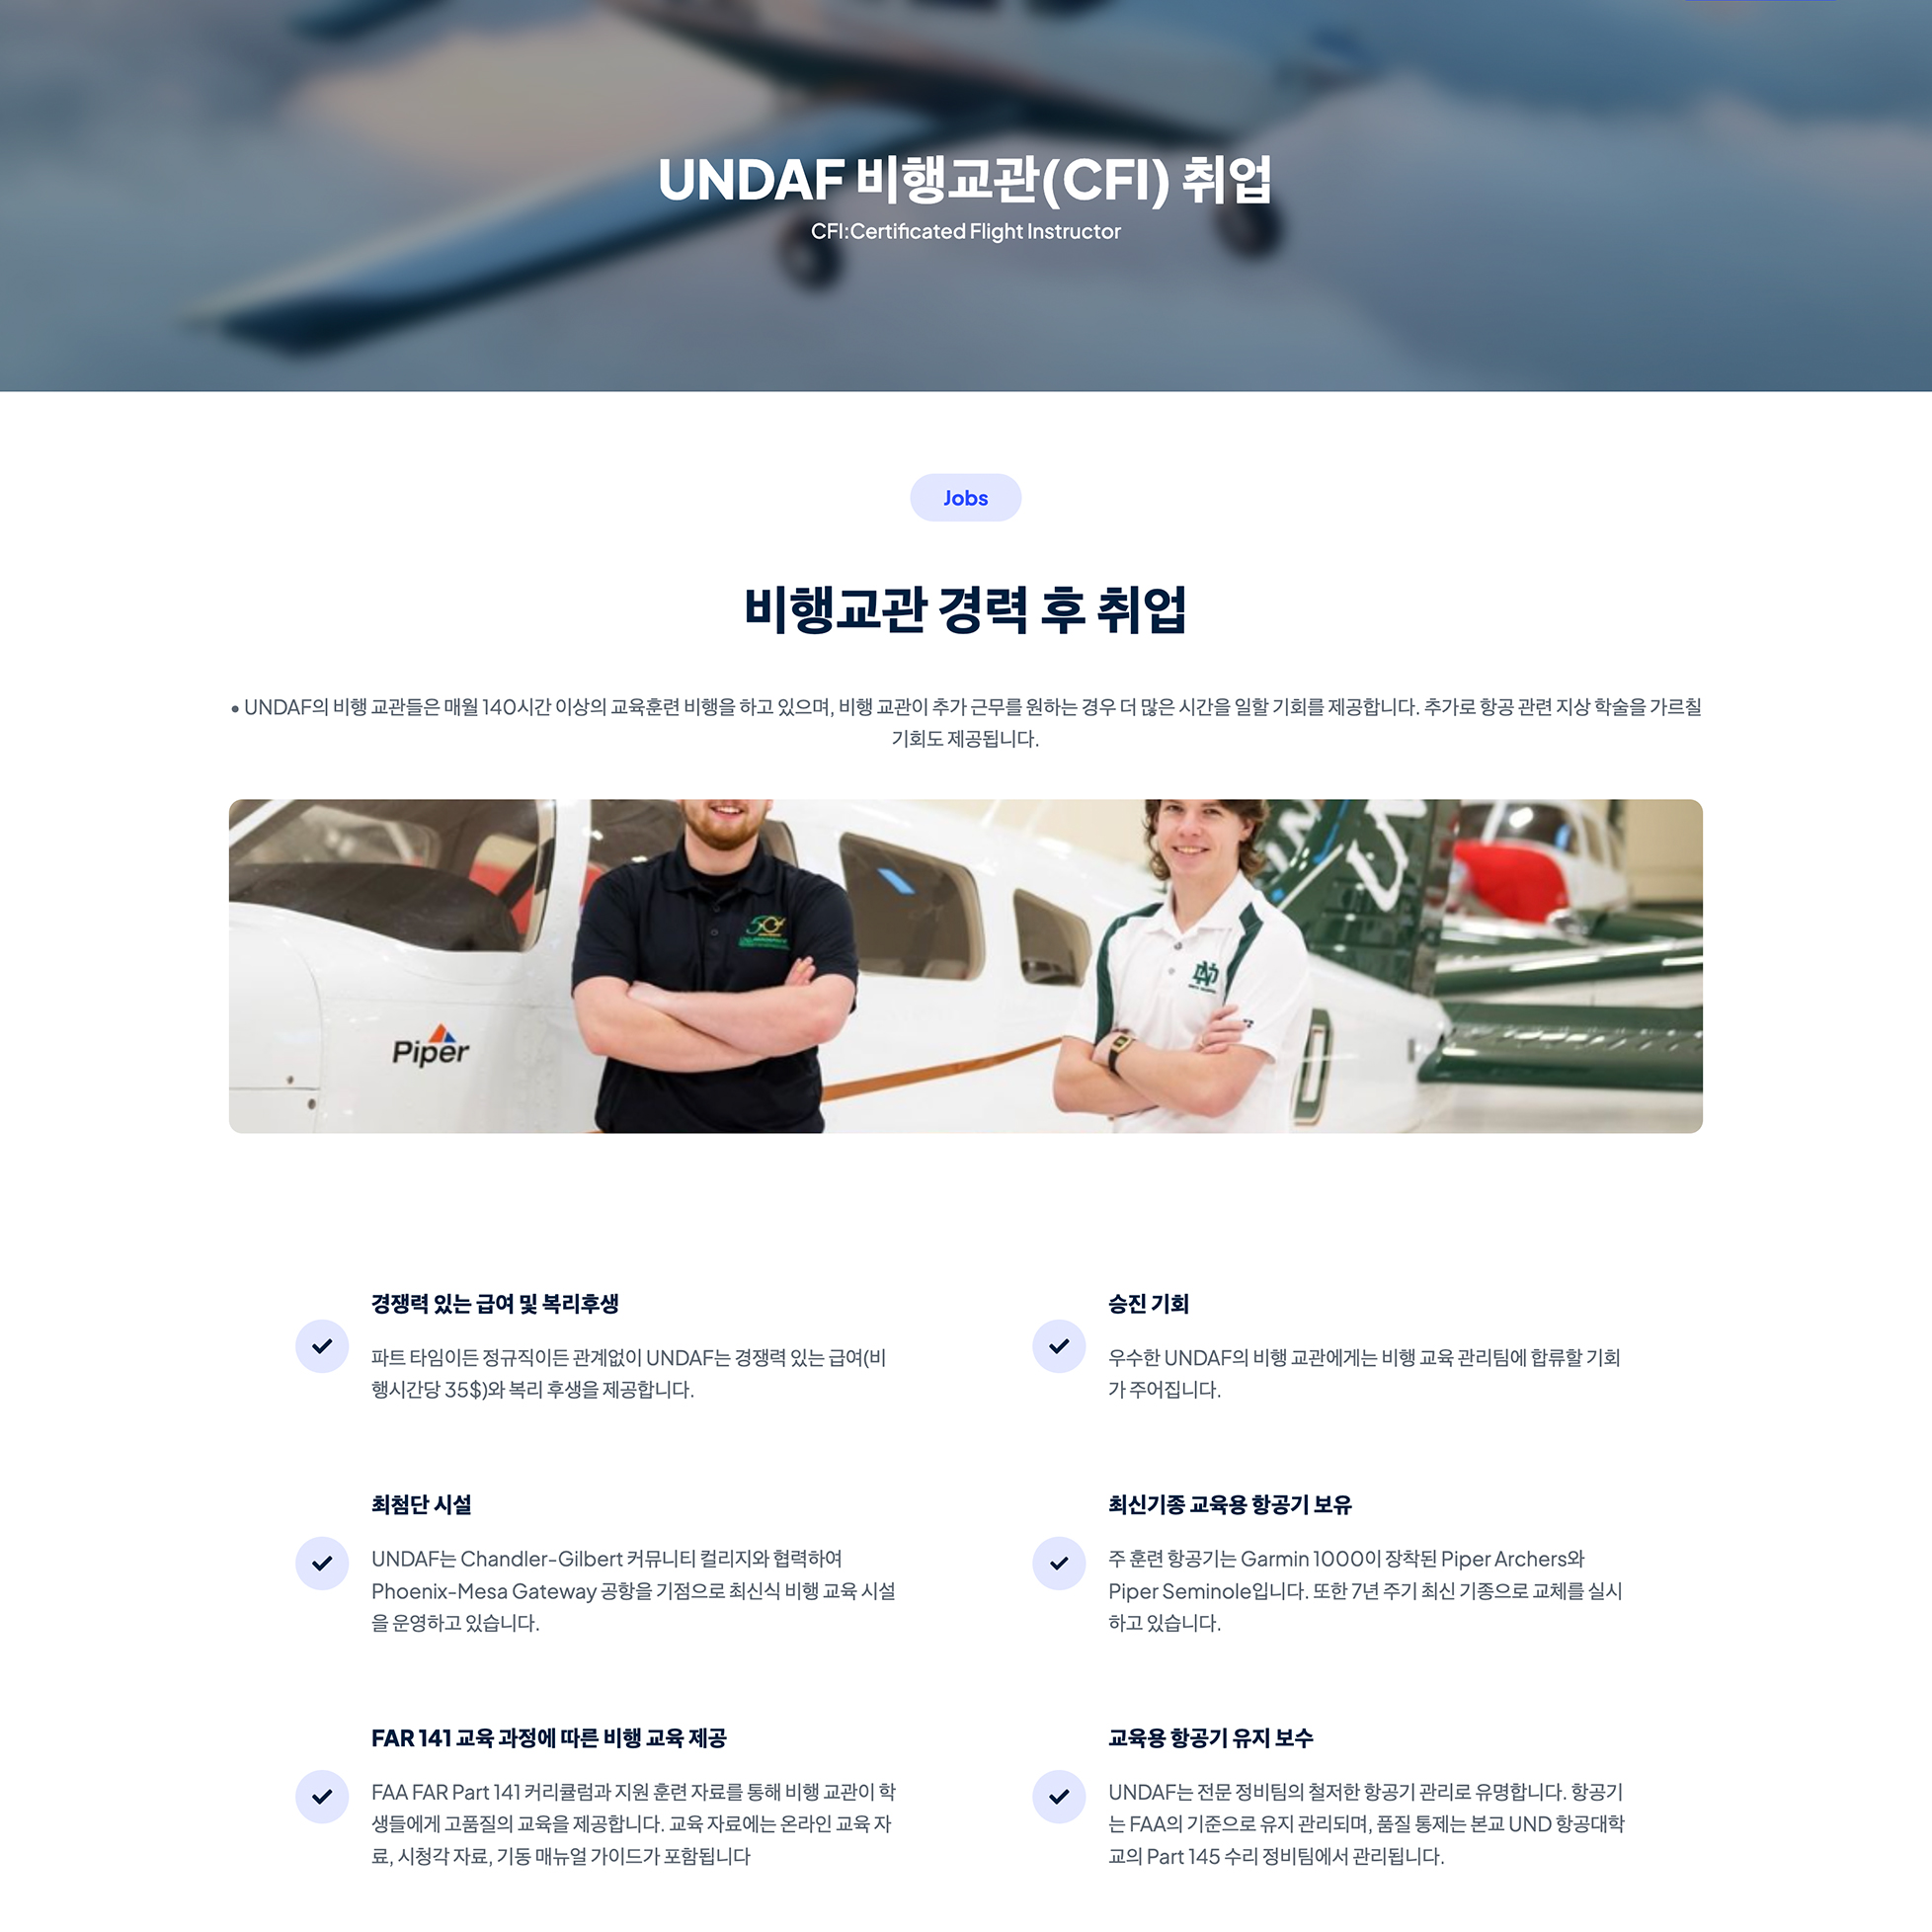 UNDAF 비행교관(CFI) 취업
CFI:Certificated Flight Instructor
Jobs
비행교관 경력 후 취업
• UNDAF의 비행 교관들은 매월 140시간 이상의 교육훈련 비행을 하고 있으며, 비행 교관이 추가 근무를 원하는 경우 더 많은 시간을 일할 기회를 제공합니다. 추가로 항공 관련 지상 학술을 가르칠
기회도 제공됩니다.
50
Piper
경쟁력 있는 급여 및 복리후생
파트 타임이든 정규직이든 관계없이 UNDAF는 경쟁력 있는 급여(비
행시간당 35$)와 복리 후생을 제공합니다.
승진 기회
우수한 UNDAF의 비행 교관에게는 비행 교육 관리팀에 합류할 기회
가 주어집니다.
최첨단 시설
UNDAF는 Chandler-Gilbert 커뮤니티 컬리지와 협력하여
Phoenix-Mesa Gateway 공항을 기점으로 최신식 비행 교육 시설
을 운영하고 있습니다.
최신기종 교육용 항공기 보유
주 훈련 항공기는 Garmin 1000이 장착된 Piper Archers와
Piper Seminole입니다. 또한 7년 주기 최신 기종으로 교체를 실시
하고 있습니다.
FAR 141 교육 과정에 따른 비행 교육 제공
FAA FAR Part 141 커리큘럼과 지원 훈련 자료를 통해 비행 교관이 학
생들에게 고품질의 교육을 제공합니다. 교육 자료에는 온라인 교육 자
료, 시청각 자료, 기동 매뉴얼 가이드가 포함됩니다
교육용 항공기 유지 보수
UNDAF는 전문 정비팀의 철저한 항공기 관리로 유명합니다. 항공기
는 FAA의 기준으로 유지 관리되며, 품질 통제는 본교 UND 항공대학
교의 Part 145 수리 정비팀에서 관리됩니다.